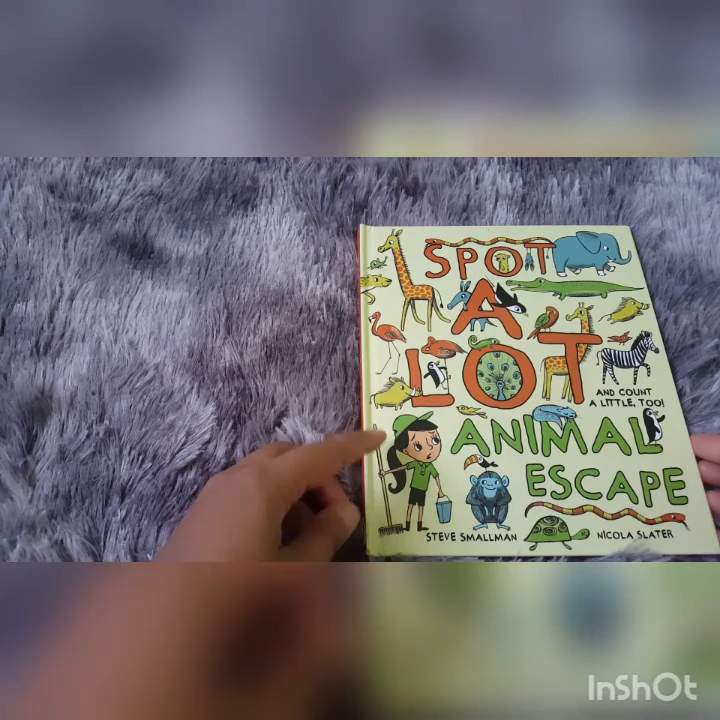 SPOT
A
LOT
AND COUNT
A LITTLE, TOO!
ANIMAL
ESCAPE
STEVE SMALLMAN NICOLA SLATER
InShOt